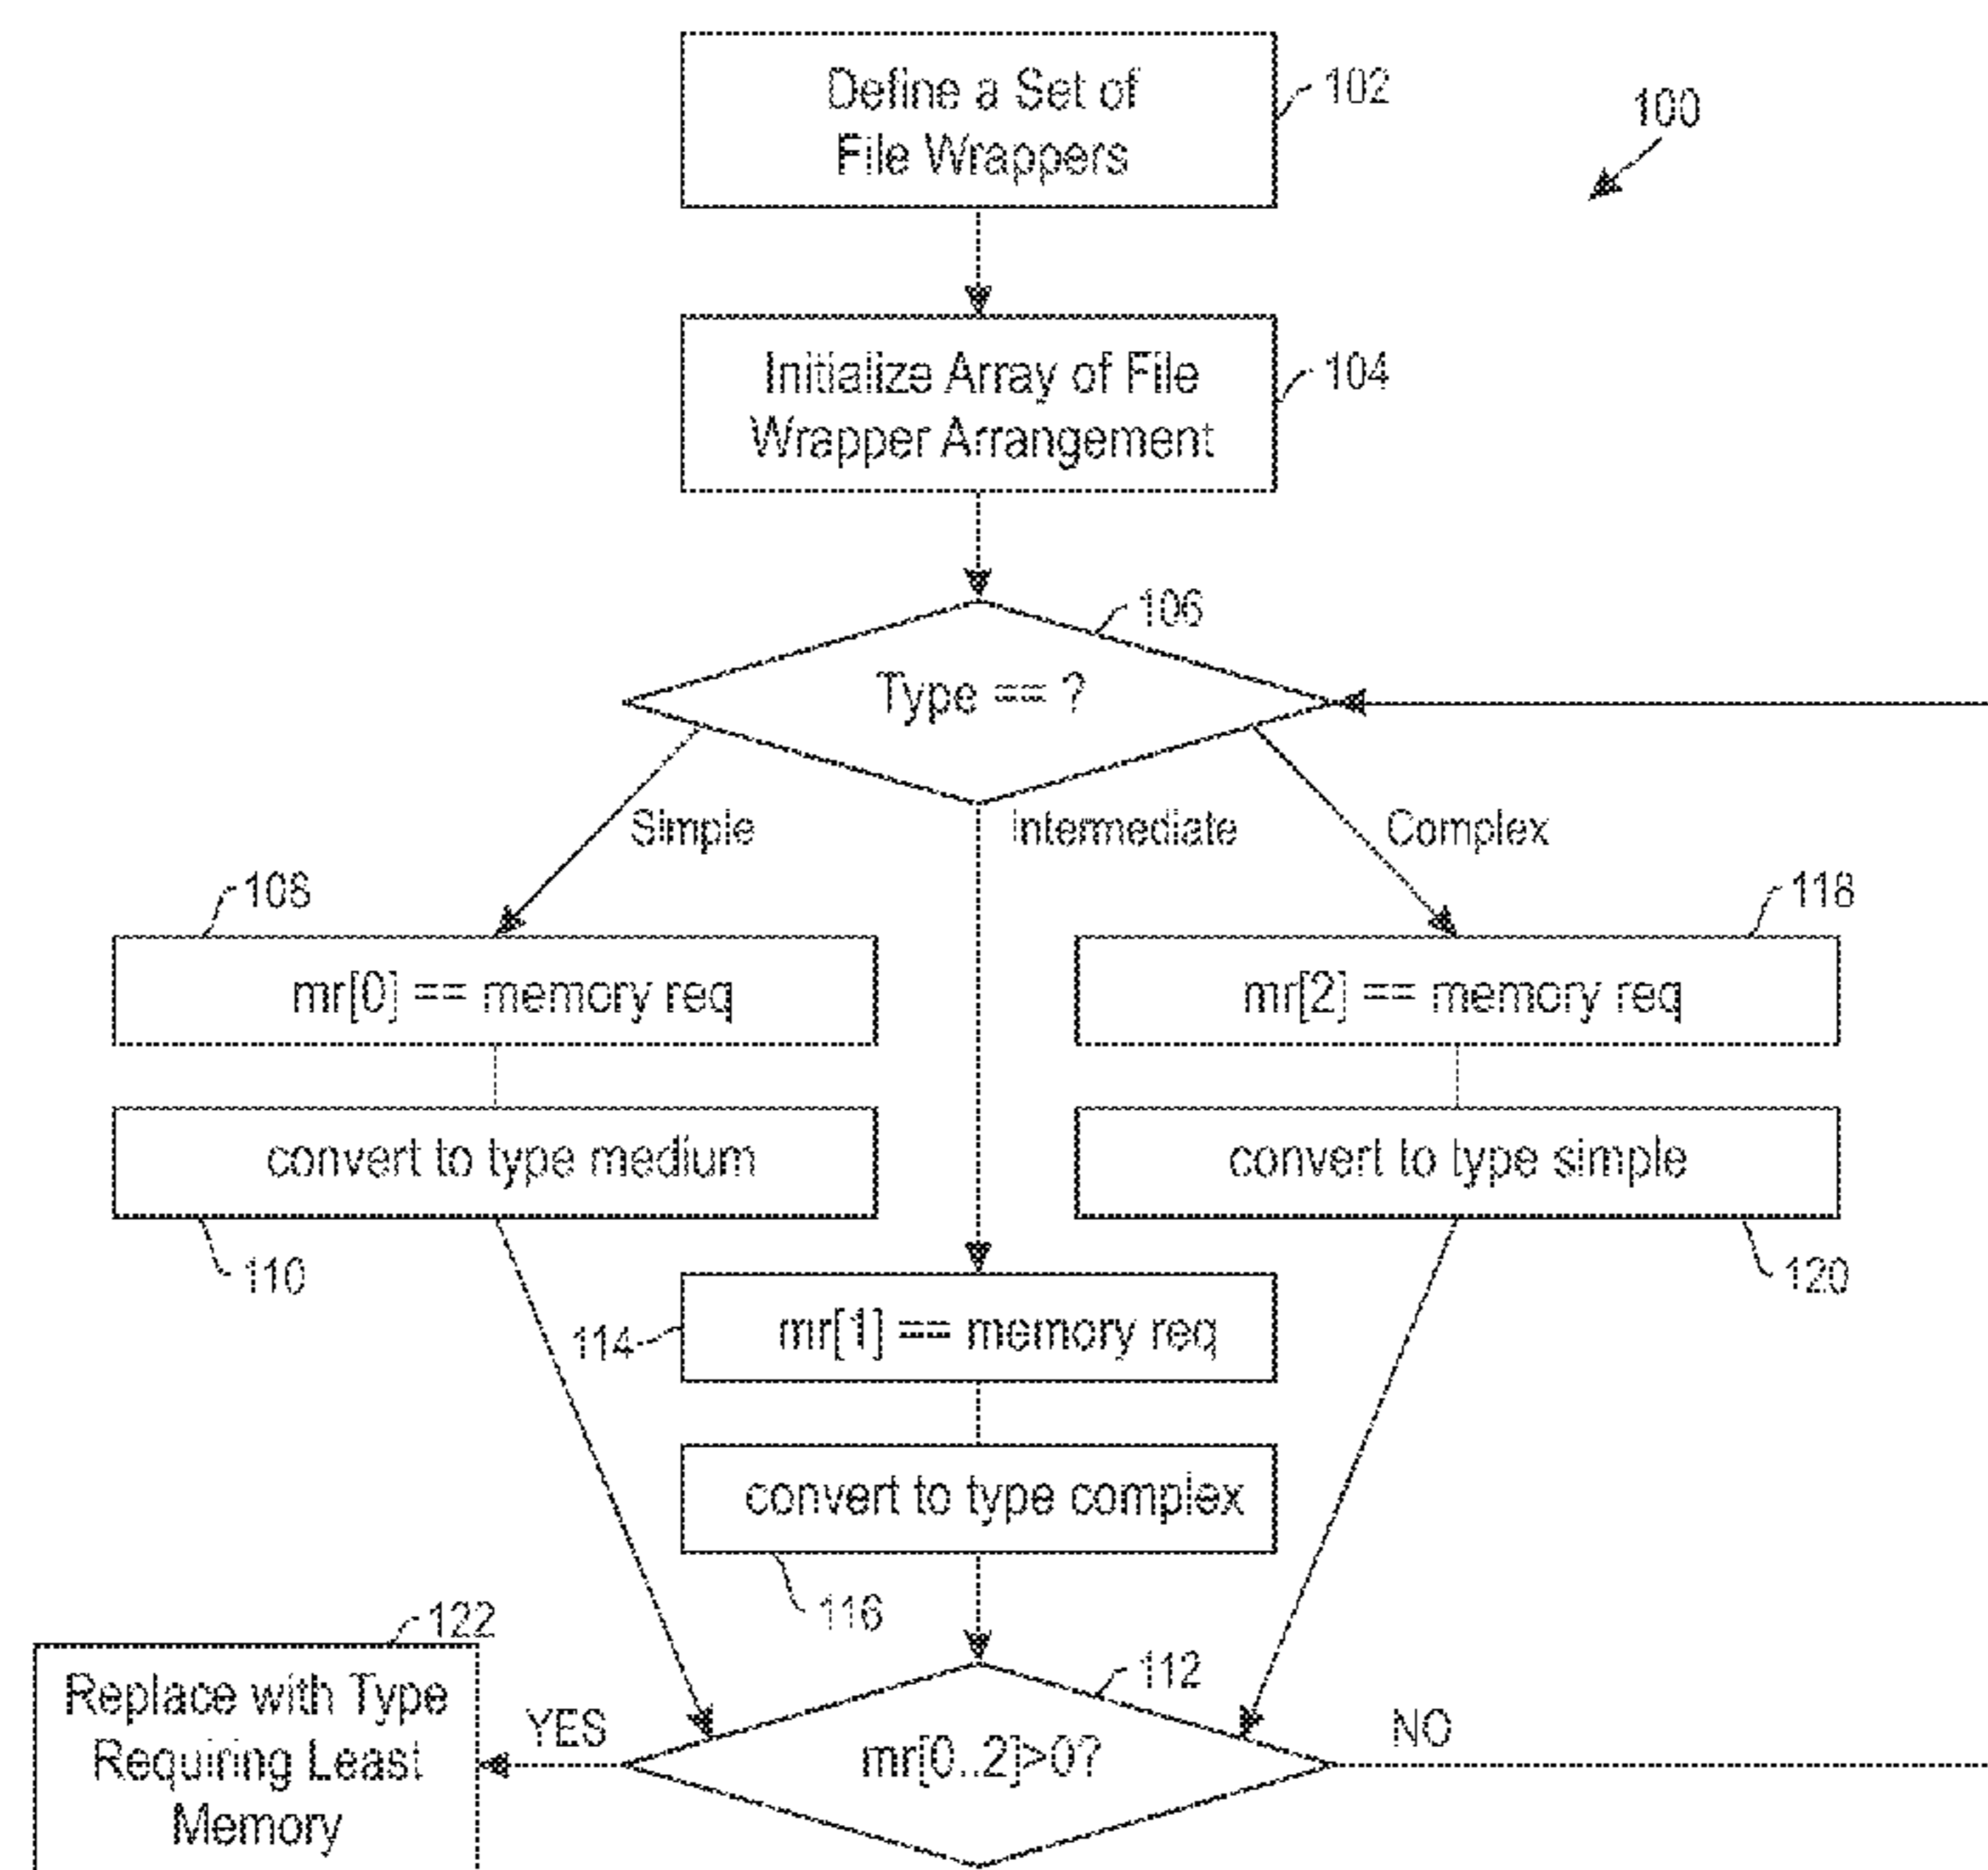 Define a Set of
File Wrappers
102
100
Initialize Array of File
Wrapper Arrangement
104
106
Type == ?
Simple
Intermediate
Complex
108
118
mr[0] == memory req
mr[2] == memory req
convert to type medium
convert to type simple
110
120
114
mr[1] == memory req
convert to type complex
116
122
112
Replace with Type
Requiring Least
Memory
YES
mr[0..2]>0?
NO